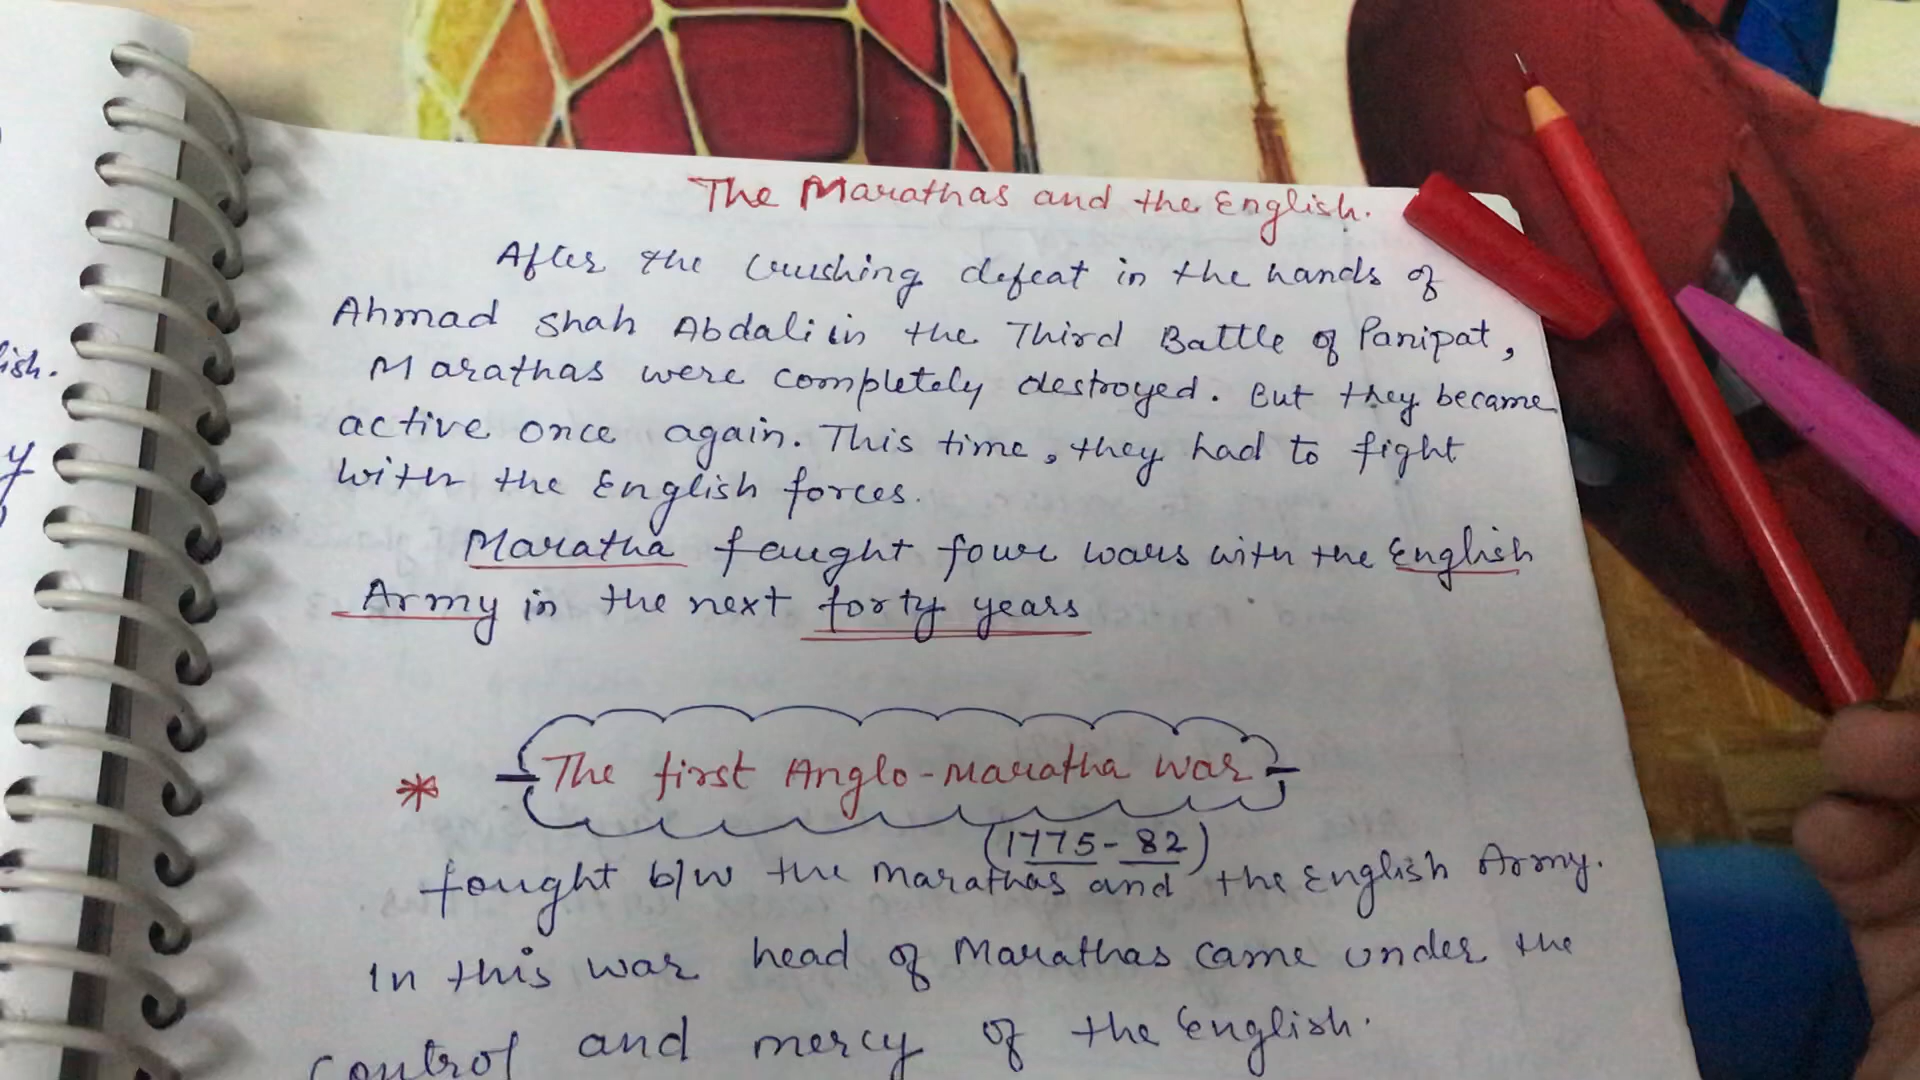 The Marathas and the English.
After the crushing defeat in the hands of
Ahmad Shah Abdali in the Third Battle of Panipat,
Marathas were completely destroyed. But they became
active once again. This time, they had to fight
with the English forces.
Maratha faught four wars with the English
Army in the next forty years
* The first Anglo-Maratha war
(1775-82)
fought b/w the Marathas and the English Army.
In this war head of Marathas came under the
control and mercy of the English.
ish.
y